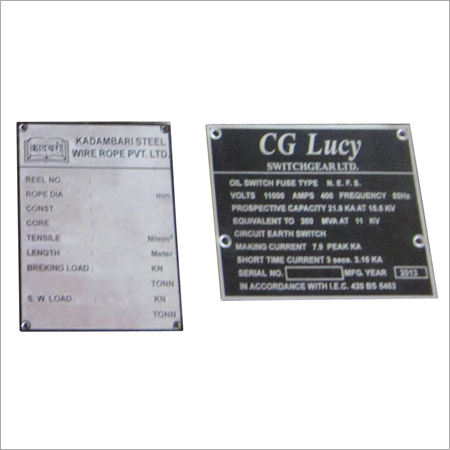 कादंबरी
KADAMBARI STEEL
WIRE ROPE PVT. LTD.
REEL NO. :
ROPE DIA : mm
CONST :
CORE :
TENSILE : N/mm²
LENGTH : Meter
BREKING LOAD : KN
TONN
S. W. LOAD : KN
TONN
CG Lucy
SWITCHGEAR LTD.
OIL SWITCH FUSE TYPE N. E. F. S.
VOLTS 11000 AMPS 400 FREQUENCY 50Hz
PROSPECTIVE CAPACITY 21.9 KA AT 15.5 KV
EQUIVALENT TO 350 MVA AT 11 KV
CIRCUIT EARTH SWITCH
MAKING CURRENT 7.9 PEAK KA
SHORT TIME CURRENT 3 secs. 3.15 KA
SERIAL NO. MFG. YEAR 2013
IN ACCORDANCE WITH I.E.C. 420 BS 5463